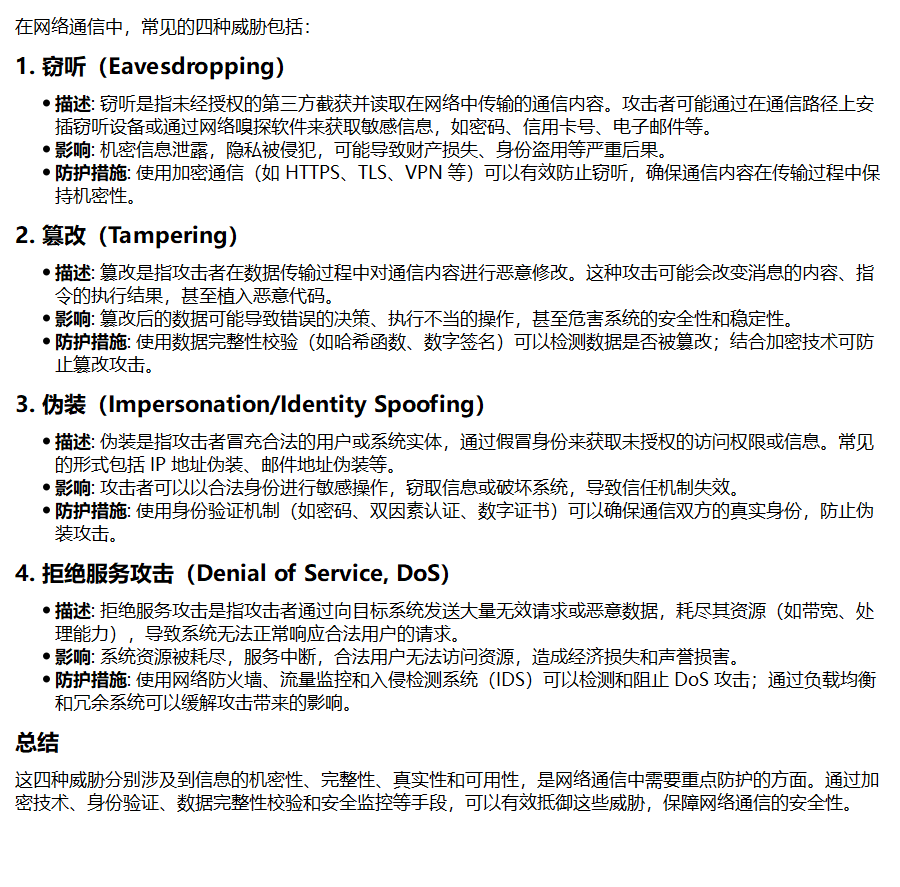 在网络通信中，常见的四种威胁包括：
1. 窃听（Eavesdropping）
• 描述: 窃听是指未经授权的第三方截获并读取在网络中传输的通信内容。攻击者可能通过在通信路径上安
插窃听设备或通过网络嗅探软件来获取敏感信息，如密码、信用卡号、电子邮件等。
• 影响: 机密信息泄露，隐私被侵犯，可能导致财产损失、身份盗用等严重后果。
• 防护措施: 使用加密通信（如 HTTPS、TLS、VPN 等）可以有效防止窃听，确保通信内容在传输过程中保
持机密性。
2. 篡改（Tampering）
• 描述: 篡改是指攻击者在数据传输过程中对通信内容进行恶意修改。这种攻击可能会改变消息的内容、指
令的执行结果，甚至植入恶意代码。
• 影响: 篡改后的数据可能导致错误的决策、执行不当的操作，甚至危害系统的安全性和稳定性。
• 防护措施: 使用数据完整性校验（如哈希函数、数字签名）可以检测数据是否被篡改；结合加密技术可防
止篡改攻击。
3. 伪装（Impersonation/Identity Spoofing）
• 描述: 伪装是指攻击者冒充合法的用户或系统实体，通过假冒身份来获取未授权的访问权限或信息。常见
的形式包括 IP 地址伪装、邮件地址伪装等。
• 影响: 攻击者可以以合法身份进行敏感操作，窃取信息或破坏系统，导致信任机制失效。
• 防护措施: 使用身份验证机制（如密码、双因素认证、数字证书）可以确保通信双方的真实身份，防止伪
装攻击。
4. 拒绝服务攻击（Denial of Service, DoS）
• 描述: 拒绝服务攻击是指攻击者通过向目标系统发送大量无效请求或恶意数据，耗尽其资源（如带宽、处
理能力），导致系统无法正常响应合法用户的请求。
• 影响: 系统资源被耗尽，服务中断，合法用户无法访问资源，造成经济损失和声誉损害。
• 防护措施: 使用网络防火墙、流量监控和入侵检测系统（IDS）可以检测和阻止 DoS 攻击；通过负载均衡
和冗余系统可以缓解攻击带来的影响。
总结
这四种威胁分别涉及到信息的机密性、完整性、真实性和可用性，是网络通信中需要重点防护的方面。通过加
密技术、身份验证、数据完整性校验和安全监控等手段，可以有效抵御这些威胁，保障网络通信的安全性。